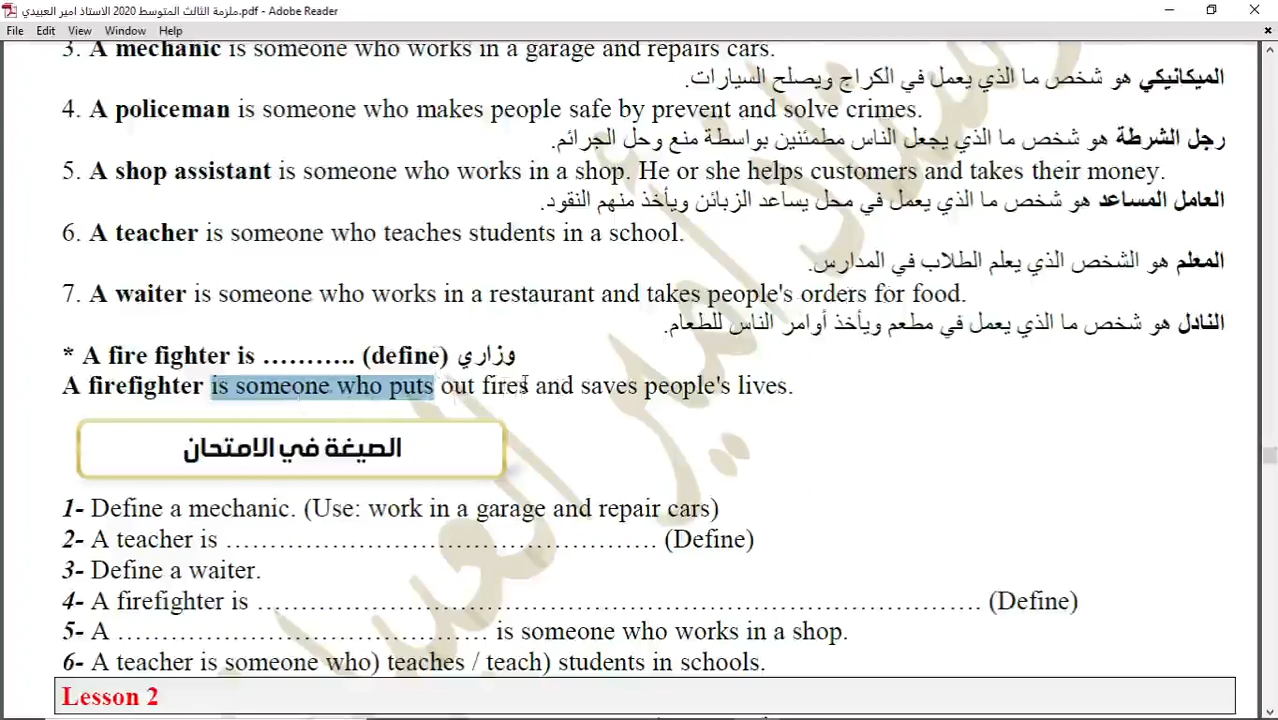 ملزمة الثالث المتوسط 2020 الاستاذ امير العبيدي.pdf - Adobe Reader
File Edit View Window Help
3. A mechanic is someone who works in a garage and repairs cars.
الميكانيكي هو شخص ما الذي يعمل في الكراج ويصلح السيارات.
4. A policeman is someone who makes people safe by prevent and solve crimes.
رجل الشرطة هو شخص ما الذي يجعل الناس مطمئنين بواسطة منع وحل الجرائم.
5. A shop assistant is someone who works in a shop. He or she helps customers and takes their money.
العامل المساعد هو شخص ما الذي يعمل في محل يساعد الزبائن ويأخذ منهم النقود.
6. A teacher is someone who teaches students in a school.
المعلم هو الشخص الذي يعلم الطلاب في المدارس.
7. A waiter is someone who works in a restaurant and takes people's orders for food.
النادل هو شخص ما الذي يعمل في مطعم ويأخذ أوامر الناس للطعام.
* A fire fighter is ……….. (define) وزاري
A firefighter is someone who puts out fires and saves people's lives.
الصيغة في الامتحان
1- Define a mechanic. (Use: work in a garage and repair cars)
2- A teacher is …………………………………………………… (Define)
3- Define a waiter.
4- A firefighter is ……………………………………………………………………………………… (Define)
5- A …………………………………………… is someone who works in a shop.
6- A teacher is someone who) teaches / teach) students in schools.
Lesson 2